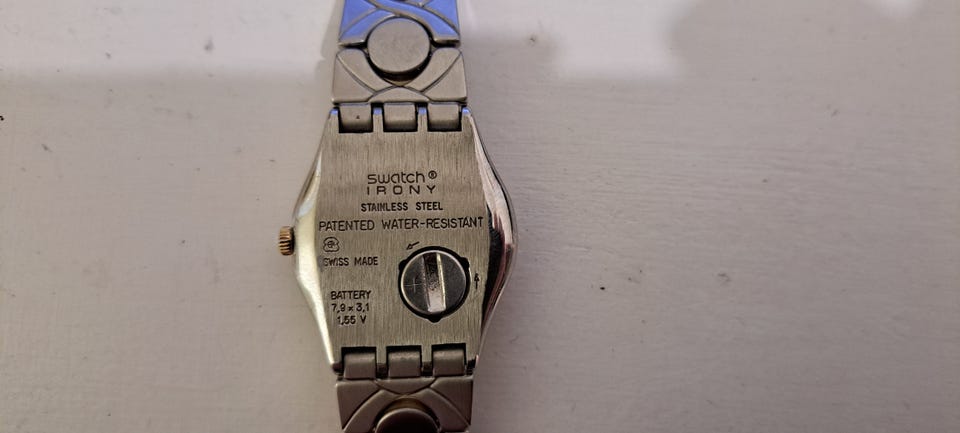 swatch®
IRONY
STAINLESS STEEL
PATENTED WATER-RESISTANT
SWISS MADE
BATTERY
7,9 x 3,1
1,55 V
+